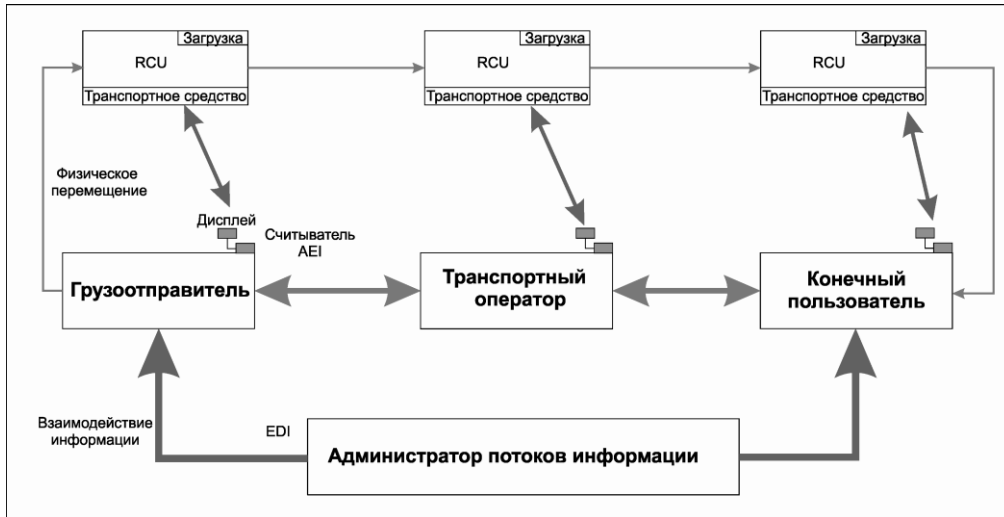 Загрузка
RCU
Транспортное средство
Загрузка
RCU
Транспортное средство
Загрузка
RCU
Транспортное средство
Физическое
перемещение
Дисплей
Считыватель
AEI
Грузоотправитель
Транспортный
оператор
Конечный
пользователь
Взаимодействие
информации
EDI
Администратор потоков информации